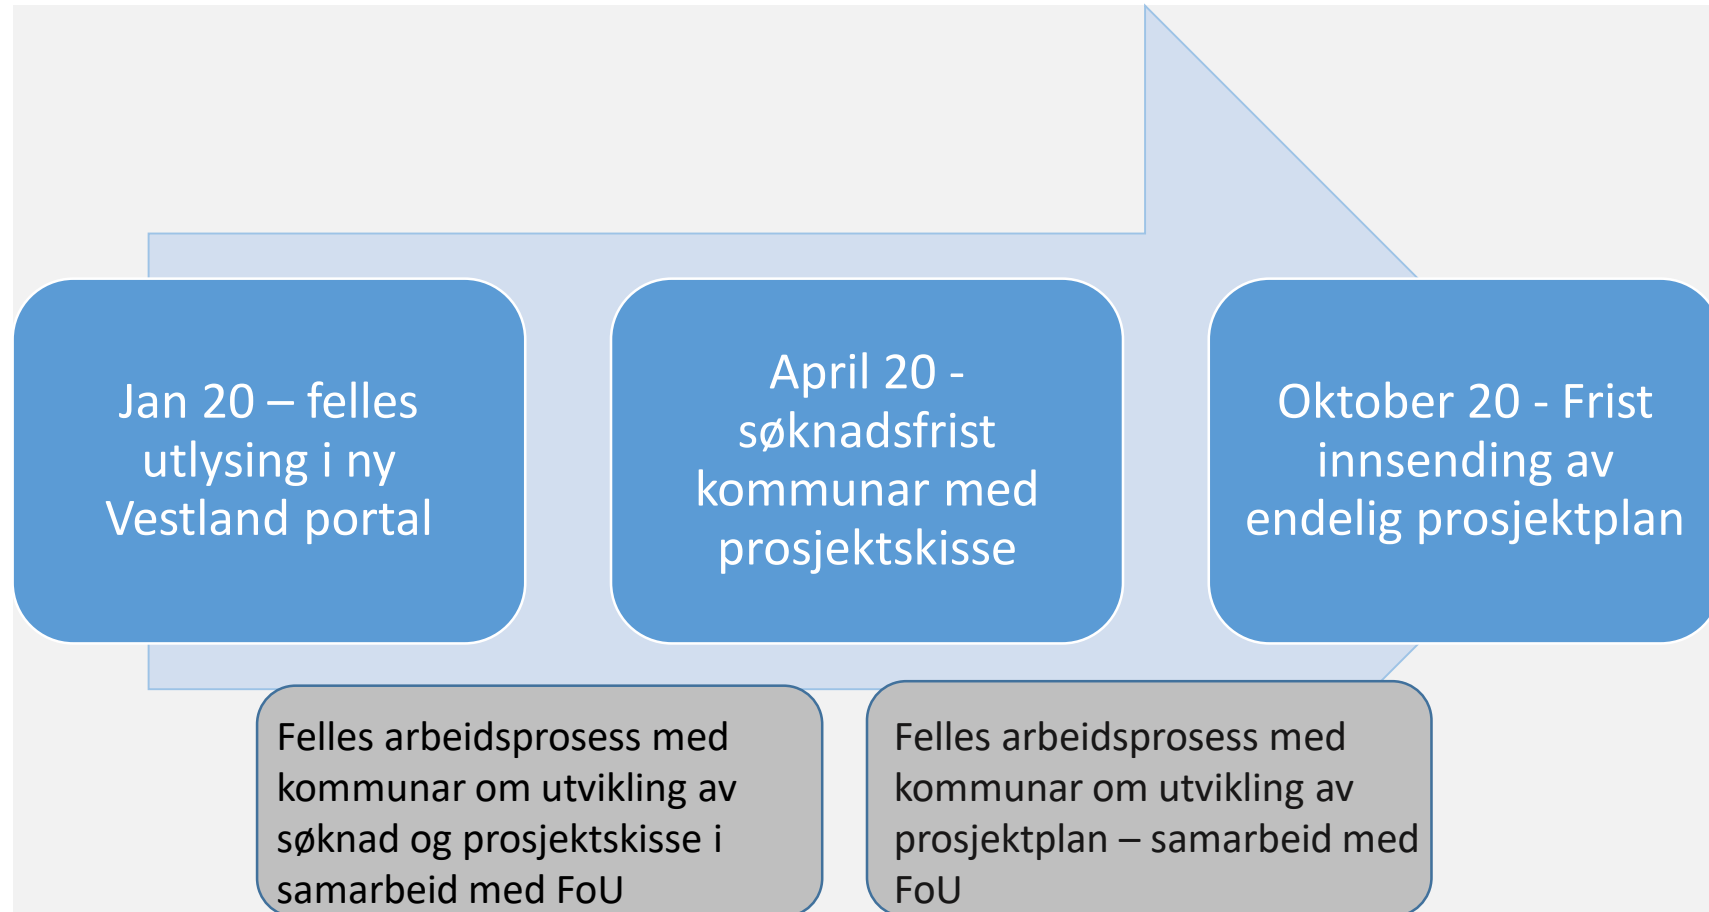 Jan 20 – felles
utlysing i ny
Vestland portal
April 20 -
søknadsfrist
kommunar med
prosjektskisse
Oktober 20 - Frist
innsending av
endelig prosjektplan
Felles arbeidsprosess med
kommunar om utvikling av
søknad og prosjektskisse i
samarbeid med FoU
Felles arbeidsprosess med
kommunar om utvikling av
prosjektplan – samarbeid med
FoU